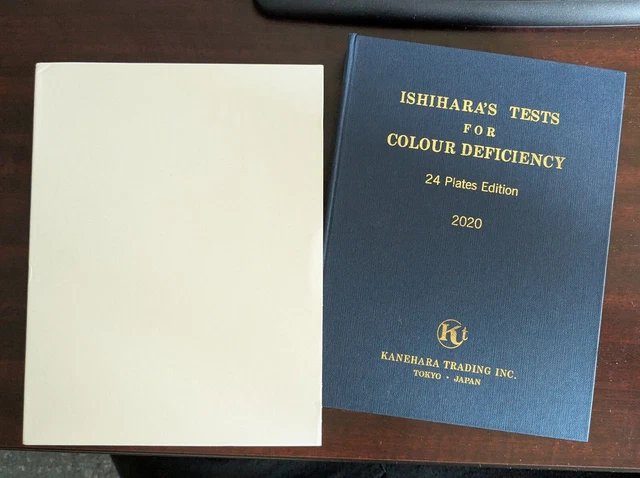 ISHIHARA'S TESTS
FOR
COLOUR DEFICIENCY
24 Plates Edition
2020
Kt
KANEHARA TRADING INC.
TOKYO · JAPAN